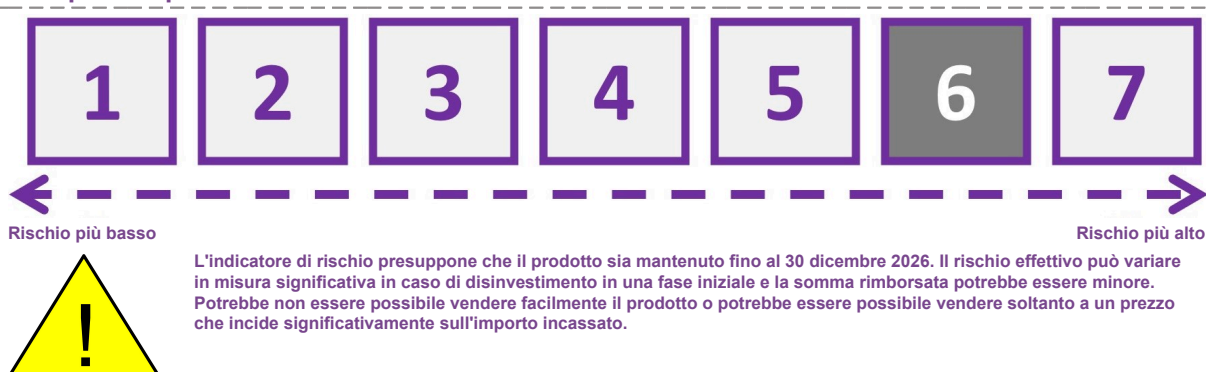 1 2 3 4 5 6 7
Rischio più basso Rischio più alto
L'indicatore di rischio presuppone che il prodotto sia mantenuto fino al 30 dicembre 2026. Il rischio effettivo può variare
in misura significativa in caso di disinvestimento in una fase iniziale e la somma rimborsata potrebbe essere minore.
Potrebbe non essere possibile vendere facilmente il prodotto o potrebbe essere possibile vendere soltanto a un prezzo
che incide significativamente sull'importo incassato.
!